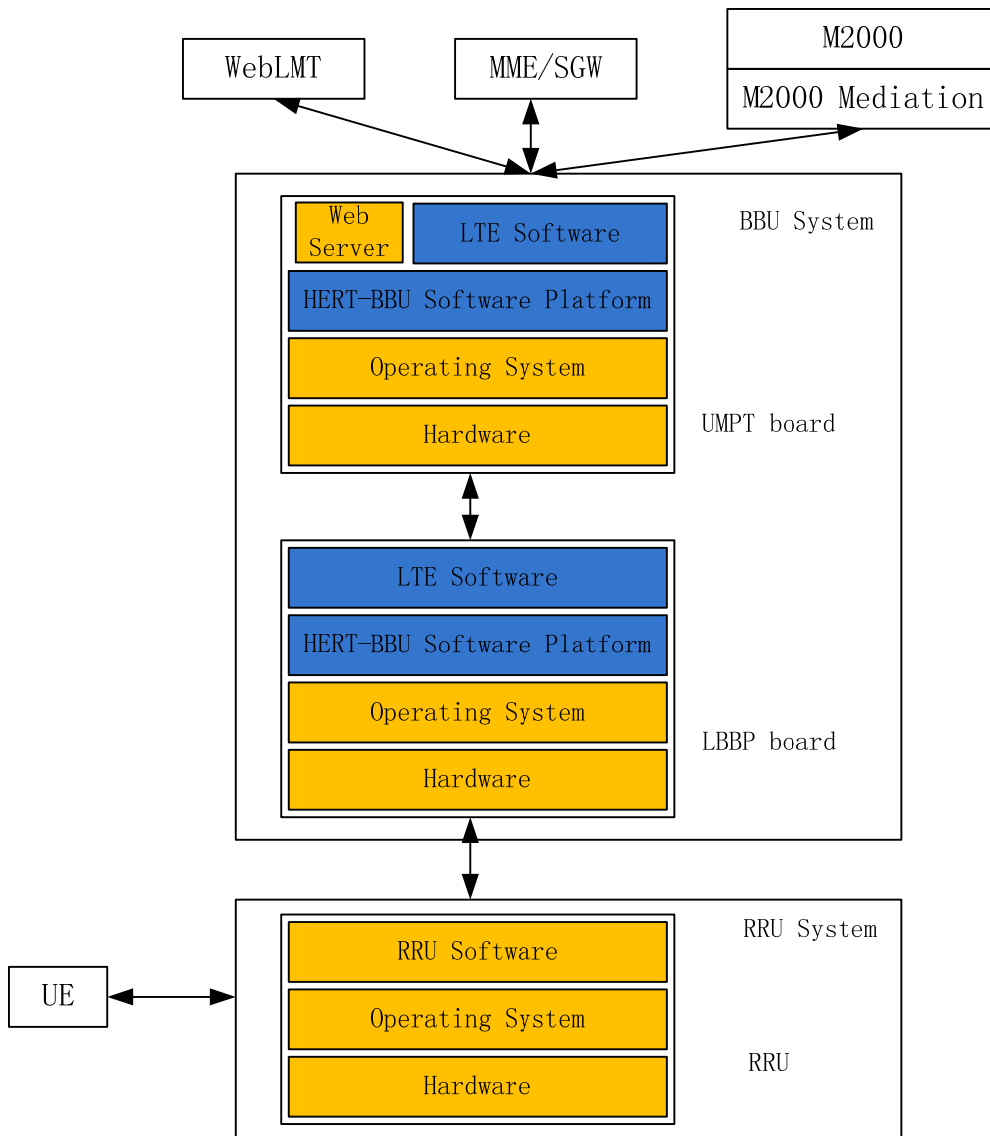 WebLMT
MME/SGW
M2000
M2000 Mediation
BBU System
Web
Server
LTE Software
HERT-BBU Software Platform
Operating System
Hardware
UMPT board
LTE Software
HERT-BBU Software Platform
Operating System
Hardware
LBBP board
RRU System
RRU Software
UE
Operating System
Hardware
RRU